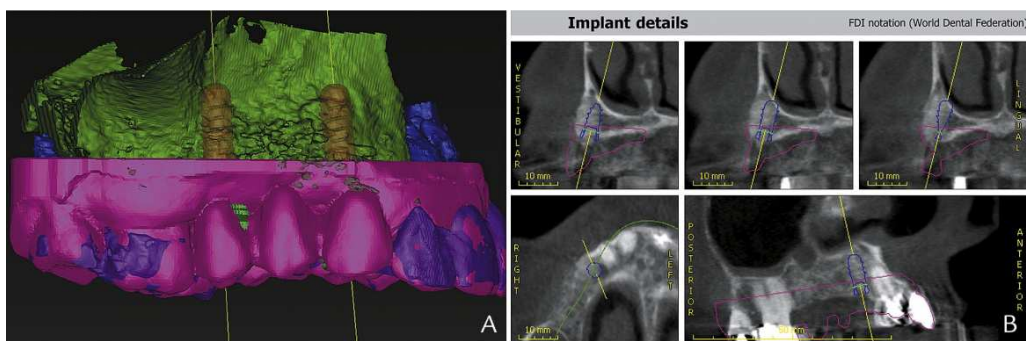 Implant details
FDI notation (World Dental Federation)
VESTIBULAR
10 mm
10 mm
10 mm
LINGUAL
A
RIGHT
LEFT
10 mm
POSTERIOR
ANTERIOR
B